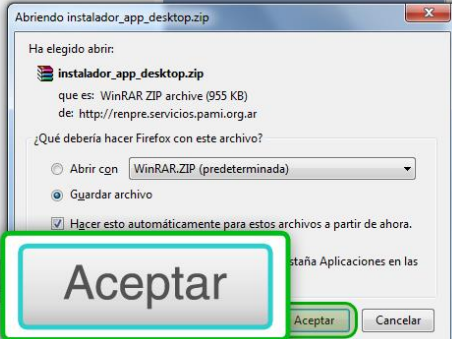 Abriendo instalador_app_desktop.zip
Ha elegido abrir:
instalador_app_desktop.zip
que es: WinRAR ZIP archive (955 KB)
de: http://renpre.servicios.pami.org.ar
¿Qué debería hacer Firefox con este archivo?
Abrir con WinRAR.ZIP (predeterminada)
Guardar archivo
Hacer esto automáticamente para estos archivos a partir de ahora.
staña Aplicaciones en las
Aceptar
Aceptar Cancelar